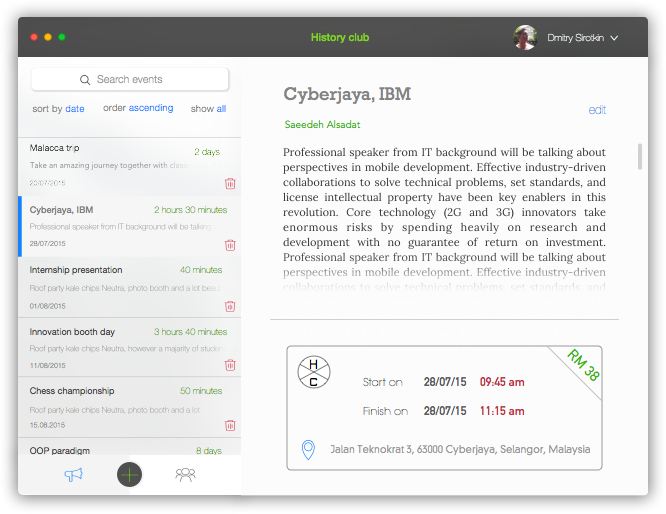 History club
Dmitry Sirotkin
Search events
sort by date
order ascending
show all
Malacca trip
2 days
Take an amazing journey together with class
20/07/2015
Cyberjaya, IBM
2 hours 30 minutes
Professional speaker from IT background will be talking
28/07/2015
Internship presentation
40 minutes
Roof party kale chips Neutra, photo booth and a lot beau
01/08/2015
Innovation booth day
3 hours 40 minutes
Roof party kale chips Neutra, however a majority of studen
11/08/2015
Chess championship
50 minutes
Roof party kale chips Neutra, photo booth and a lot
15.08.2015
OOP paradigm
8 days
Cyberjaya, IBM
edit
Saeedeh Alsadat
Professional speaker from IT background will be talking about
perspectives in mobile development. Effective industry-driven
collaborations to solve technical problems, set standards, and
license intellectual property have been key enablers in this
revolution. Core technology (2G and 3G) innovators take
enormous risks by spending heavily on research and
development with no guarantee of return on investment.
Professional speaker from IT background will be talking about
perspectives in mobile development. Effective industry-driven
collaborations to solve technical problems, set standards, and
H
C
RM 38
Start on 28/07/15 09:45 am
Finish on 28/07/15 11:15 am
Jalan Teknokrat 3, 63000 Cyberjaya, Selangor, Malaysia